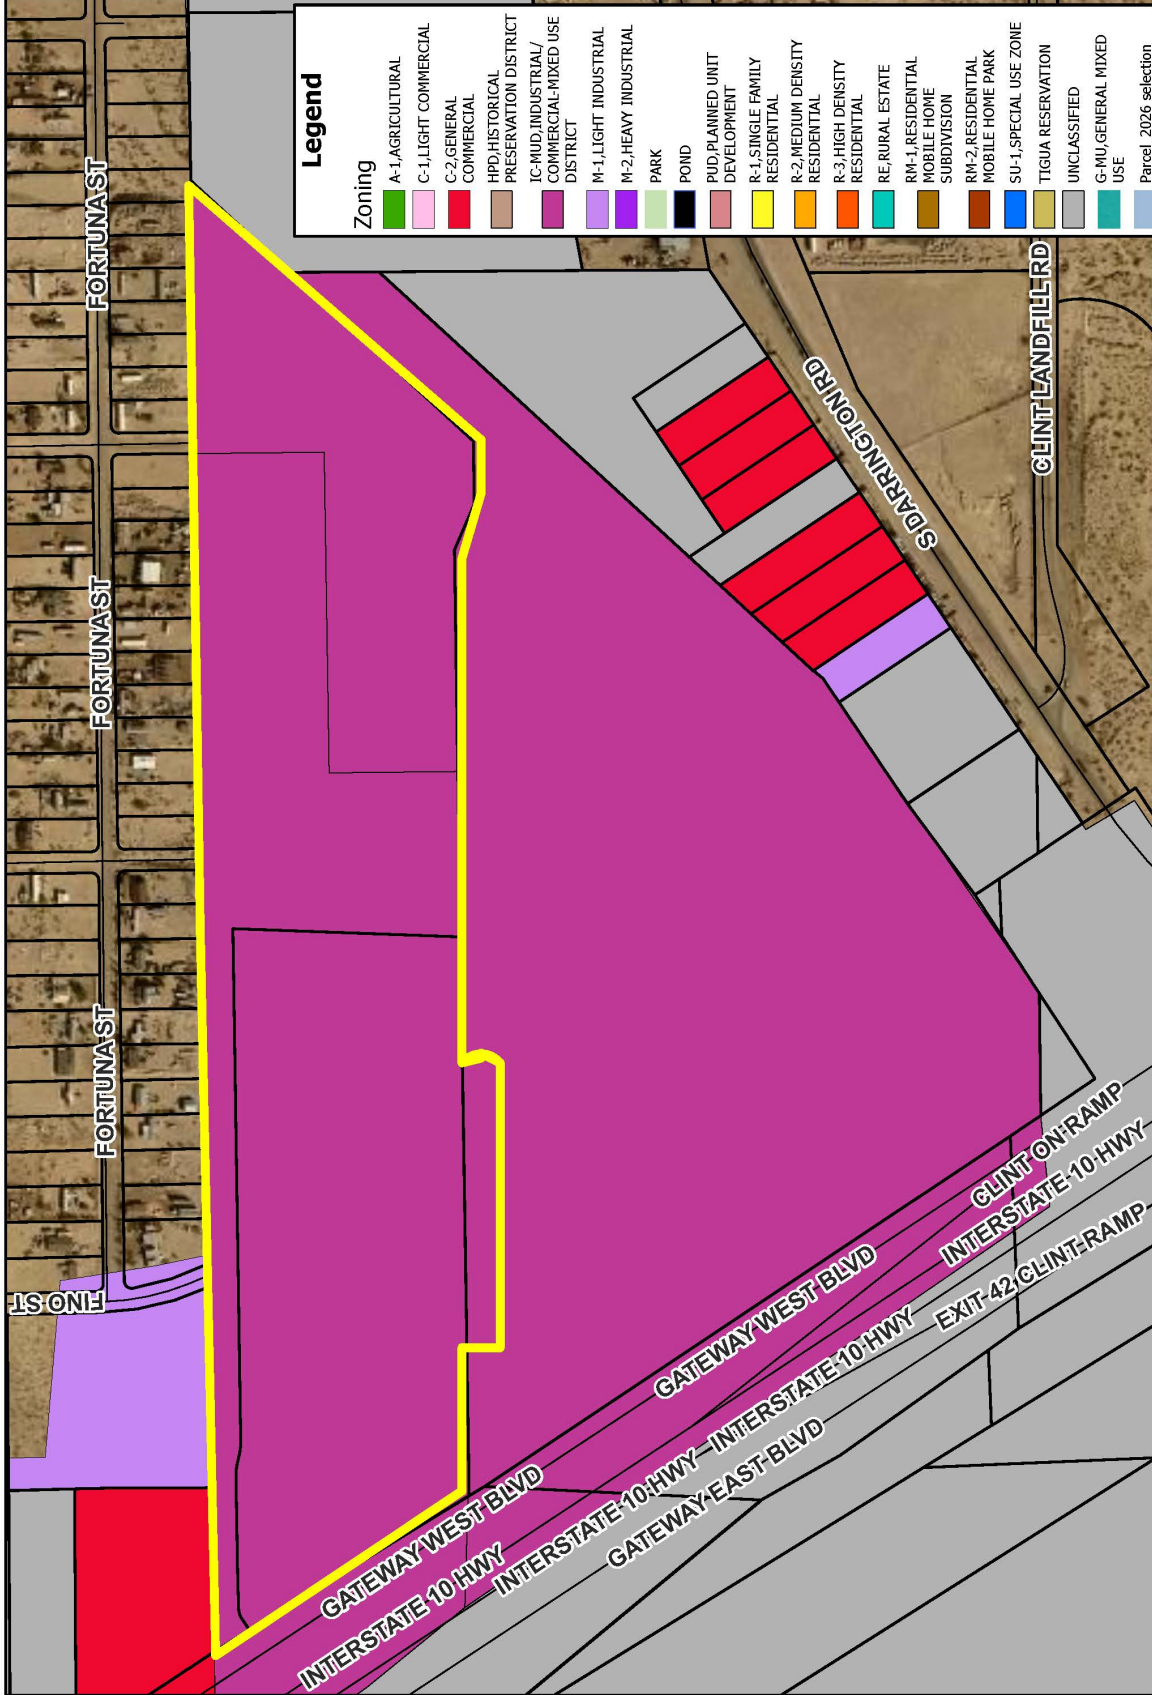 FORTUNA ST
FORTUNA ST
FORTUNA ST
FINO ST
S DARRINGTON RD
CLINT LANDFILL RD
GATEWAY WEST BLVD
GATEWAY WEST BLVD
INTERSTATE 10 HWY
INTERSTATE 10 HWY
INTERSTATE 10 HWY
INTERSTATE 10 HWY
GATEWAY EAST BLVD
EXIT 42 CLINT RAMP
CLINT ON RAMP
Legend
Zoning
A-1,AGRICULTURAL
C-1,LIGHT COMMERCIAL
C-2,GENERAL
COMMERCIAL
HPD,HISTORICAL
PRESERVATION DISTRICT
IC-MUD,INDUSTRIAL/
COMMERCIAL-MIXED USE
DISTRICT
M-1,LIGHT INDUSTRIAL
M-2,HEAVY INDUSTRIAL
PARK
POND
PUD,PLANNED UNIT
DEVELOPMENT
R-1,SINGLE FAMILY
RESIDENTIAL
R-2,MEDIUM DENSITY
RESIDENTIAL
R-3,HIGH DENSITY
RESIDENTIAL
RE,RURAL ESTATE
RM-1,RESIDENTIAL
MOBILE HOME
SUBDIVISION
RM-2,RESIDENTIAL
MOBILE HOME PARK
SU-1,SPECIAL USE ZONE
TIGUA RESERVATION
UNCLASSIFIED
G-MU,GENERAL MIXED
USE
Parcel_2026 selection